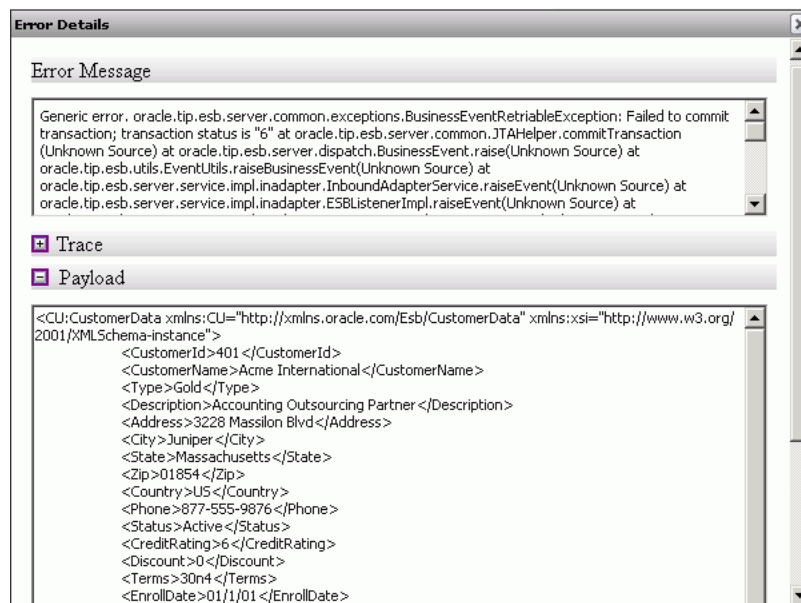 Error Details
Error Message
Generic error. oracle.tip.esb.server.common.exceptions.BusinessEventRetriableException: Failed to commit
transaction; transaction status is "6" at oracle.tip.esb.server.common.JTAHelper.commitTransaction
(Unknown Source) at oracle.tip.esb.server.dispatch.BusinessEvent.raise(Unknown Source) at
oracle.tip.esb.utils.EventUtils.raiseBusinessEvent(Unknown Source) at
oracle.tip.esb.server.service.impl.inadapter.InboundAdapterService.raiseEvent(Unknown Source) at
oracle.tip.esb.server.service.impl.inadapter.ESBListenerImpl.raiseEvent(Unknown Source) at
Trace
Payload
<CU:CustomerData xmlns:CU="http://xmlns.oracle.com/Esb/CustomerData" xmlns:xsi="http://www.w3.org/
2001/XMLSchema-instance">
<CustomerId>401</CustomerId>
<CustomerName>Acme International</CustomerName>
<Type>Gold</Type>
<Description>Accounting Outsourcing Partner</Description>
<Address>3228 Massilon Blvd</Address>
<City>Juniper</City>
<State>Massachusetts</State>
<Zip>01854</Zip>
<Country>US</Country>
<Phone>877-555-9876</Phone>
<Status>Active</Status>
<CreditRating>6</CreditRating>
<Discount>0</Discount>
<Terms>30n4</Terms>
<EnrollDate>01/1/01</EnrollDate>